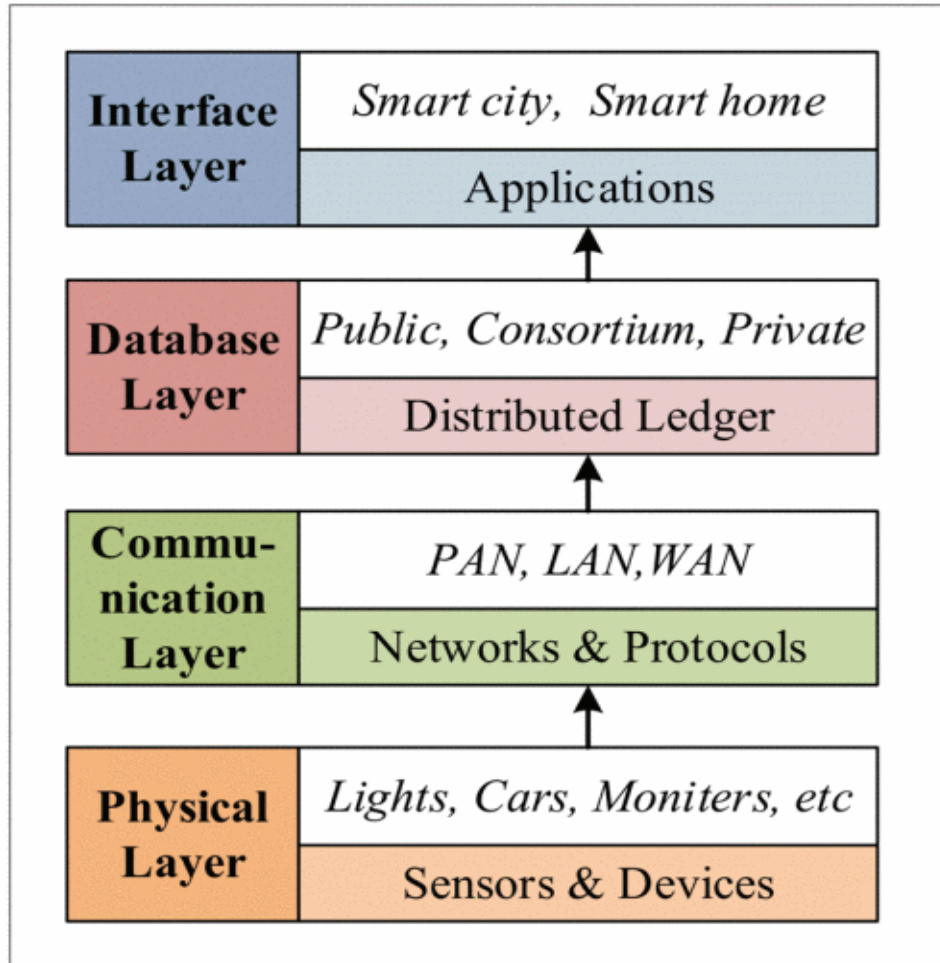 Interface
Layer
Smart city, Smart home
Applications
Database
Layer
Public, Consortium, Private
Distributed Ledger
Commu-
nication
Layer
PAN, LAN,WAN
Networks & Protocols
Physical
Layer
Lights, Cars, Moniters, etc
Sensors & Devices